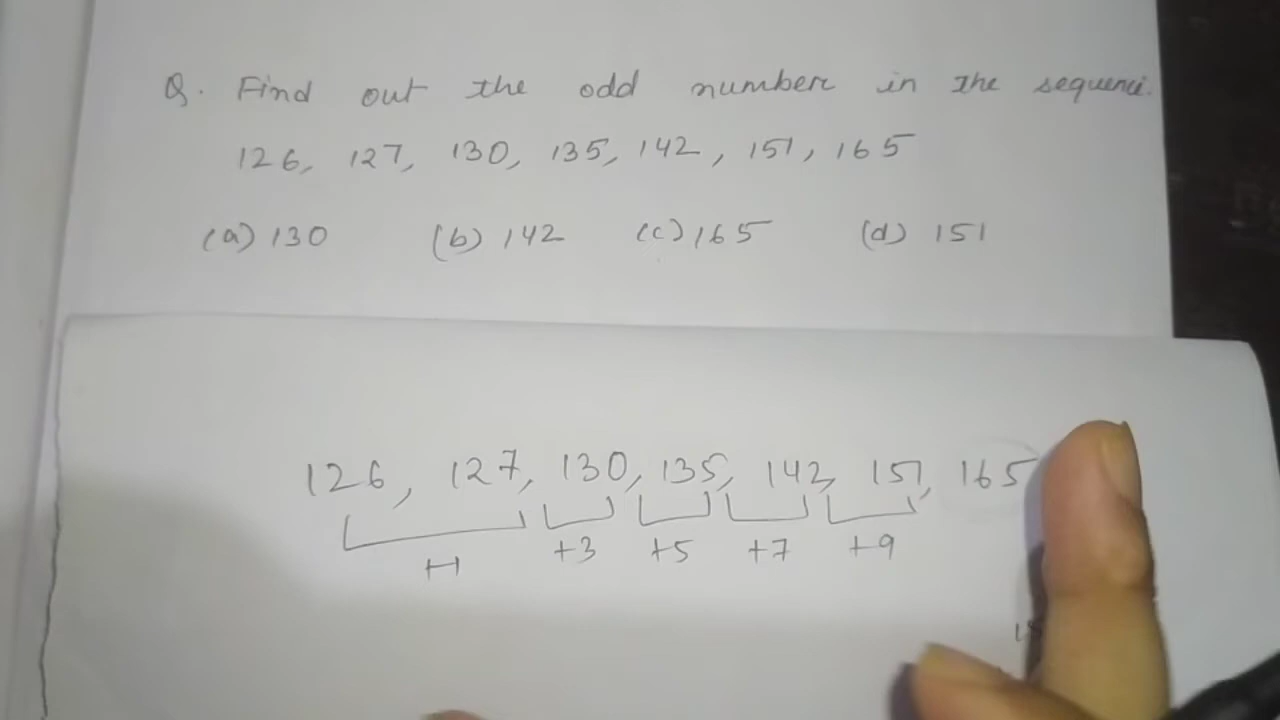 Q. Find out the odd number in the sequence.
126, 127, 130, 135, 142, 151, 165
(a) 130 (b) 142 (c) 165 (d) 151
126, 127, 130, 135, 142, 151, 165
+1 +3 +5 +7 +9